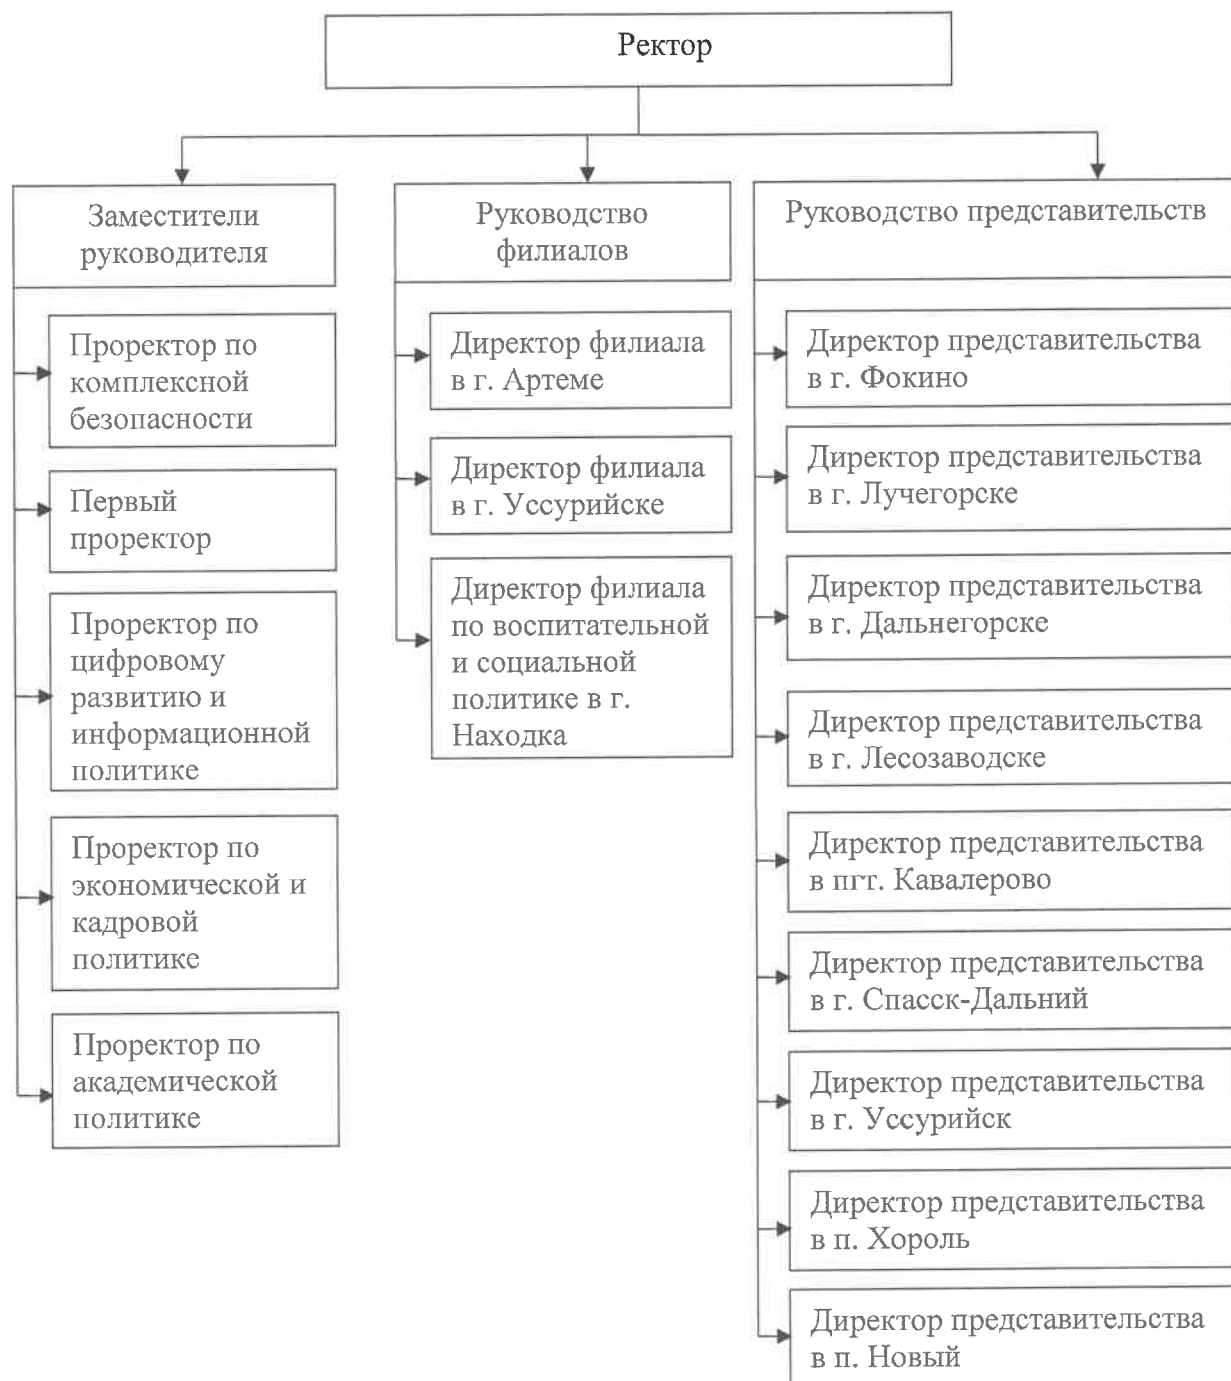 Ректор
Заместители
руководителя
Проректор по
комплексной
безопасности
Первый
проректор
Проректор по
цифровому
развитию и
информационной
политике
Проректор по
экономической и
кадровой
политике
Проректор по
академической
политике
Руководство
филиалов
Директор филиала
в г. Артеме
Директор филиала
в г. Уссурийске
Директор филиала
по воспитательной
и социальной
политике в г.
Находка
Руководство представительств
Директор представительства
в г. Фокино
Директор представительства
в г. Лучегорске
Директор представительства
в г. Дальнегорске
Директор представительства
в г. Лесозаводске
Директор представительства
в пгт. Кавалерово
Директор представительства
в г. Спасск-Дальний
Директор представительства
в г. Уссурийск
Директор представительства
в п. Хороль
Директор представительства
в п. Новый